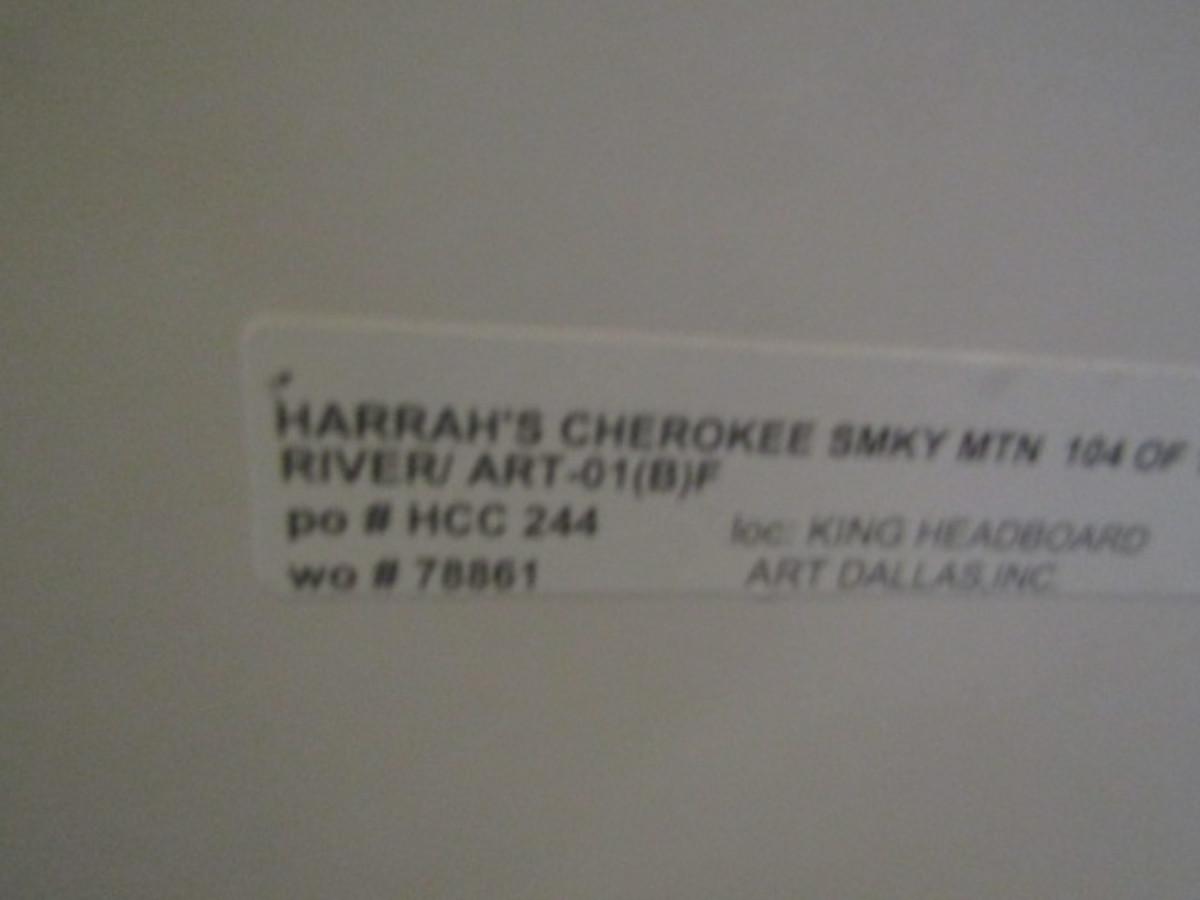 HARRAH'S CHEROKEE SMKY MTN 104 OF
RIVER/ ART-01(B)F
po # HCC 244 loc: KING HEADBOARD
wo # 78861 ART DALLAS,INC